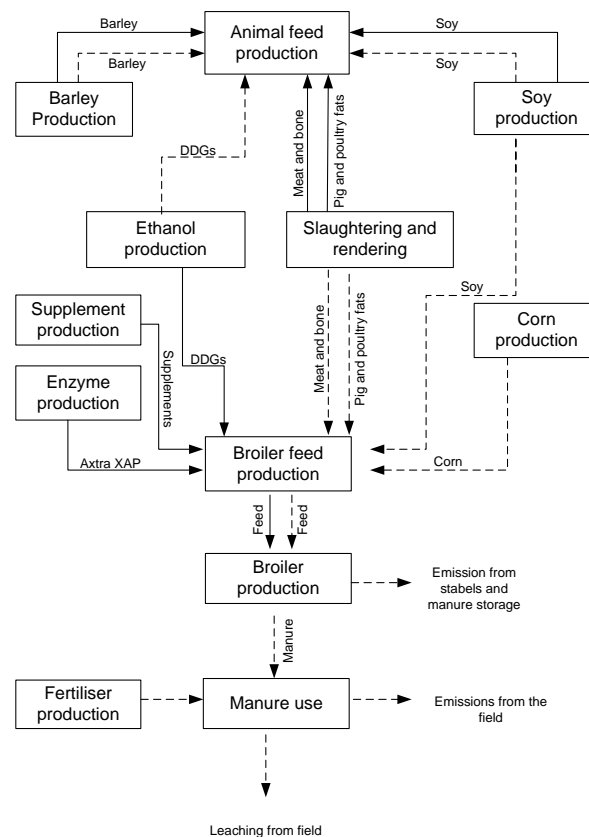 Barley
Barley
Animal feed
production
Soy
Soy
Barley
Production
Soy
production
DDGs
Meat and bone
Pig and poultry fats
Ethanol
production
Slaughtering and
rendering
Supplement
production
Soy
Corn
production
Supplements
DDGs
Meat and bone
Pig and poultry fats
Enzyme
production
Axtra XAP
Broiler feed
production
Corn
Feed
Feed
Broiler
production
Emission from
stabels and
manure storage
Manure
Fertiliser
production
Manure use
Emissions from the
field
Leaching from field